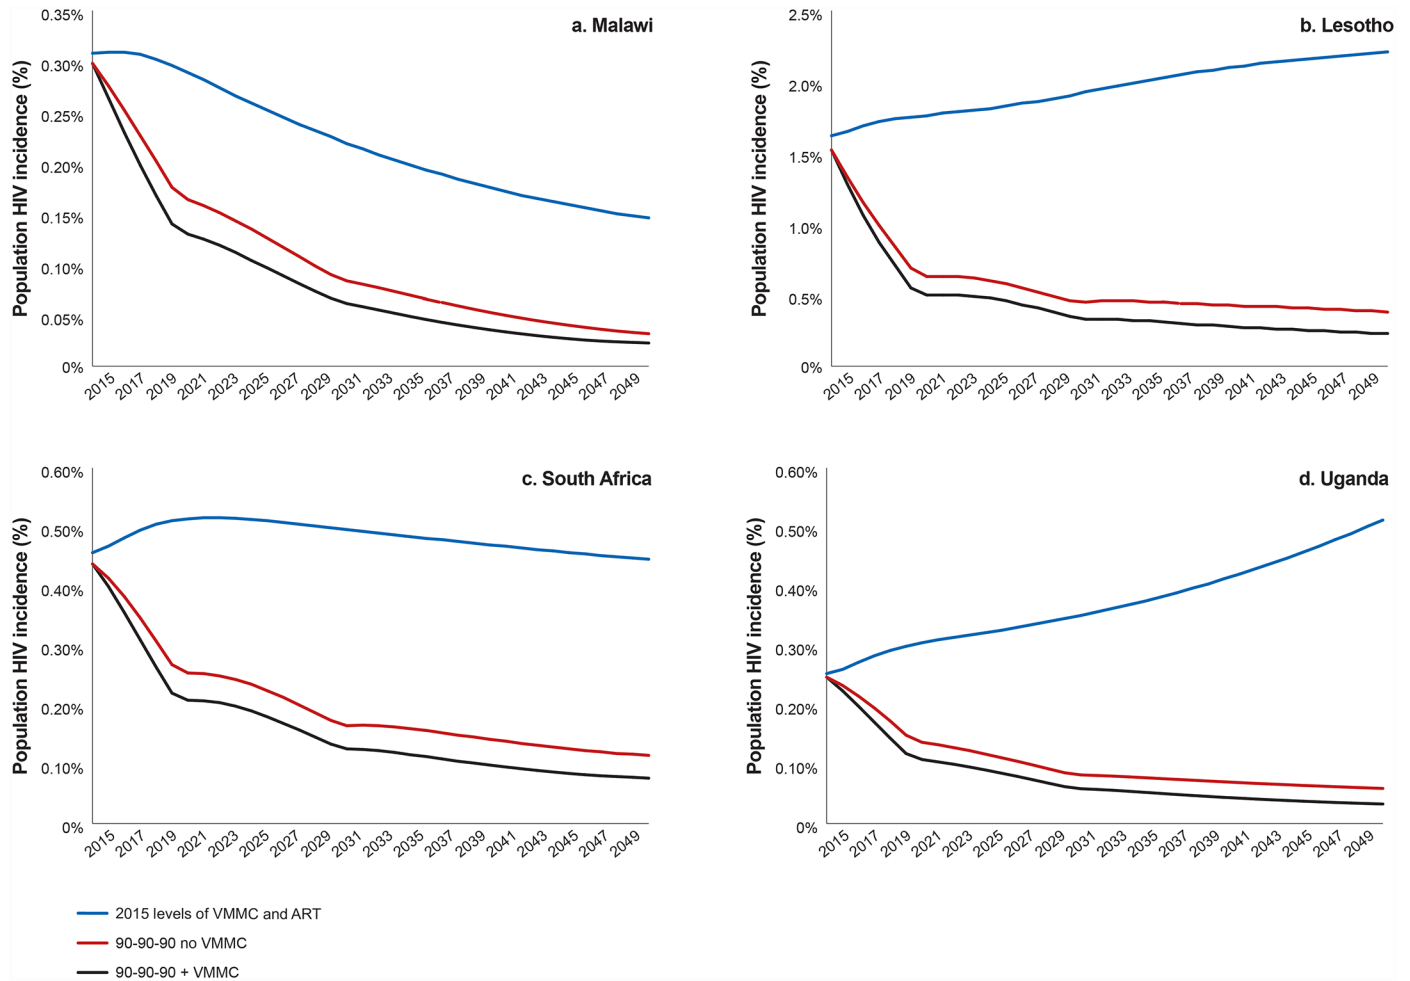 a. Malawi
Population HIV incidence (%)
0.35%
0.30%
0.25%
0.20%
0.15%
0.10%
0.05%
0%
2015 2017 2019 2021 2023 2025 2027 2029 2031 2033 2035 2037 2039 2041 2043 2045 2047 2049
b. Lesotho
Population HIV incidence (%)
2.5%
2.0%
1.5%
1.0%
0.5%
0%
2015 2017 2019 2021 2023 2025 2027 2029 2031 2033 2035 2037 2039 2041 2043 2045 2047 2049
c. South Africa
Population HIV incidence (%)
0.60%
0.50%
0.40%
0.30%
0.20%
0.10%
0%
2015 2017 2019 2021 2023 2025 2027 2029 2031 2033 2035 2037 2039 2041 2043 2045 2047 2049
d. Uganda
Population HIV incidence (%)
0.60%
0.50%
0.40%
0.30%
0.20%
0.10%
0%
2015 2017 2019 2021 2023 2025 2027 2029 2031 2033 2035 2037 2039 2041 2043 2045 2047 2049
2015 levels of VMMC and ART
90-90-90 no VMMC
90-90-90 + VMMC